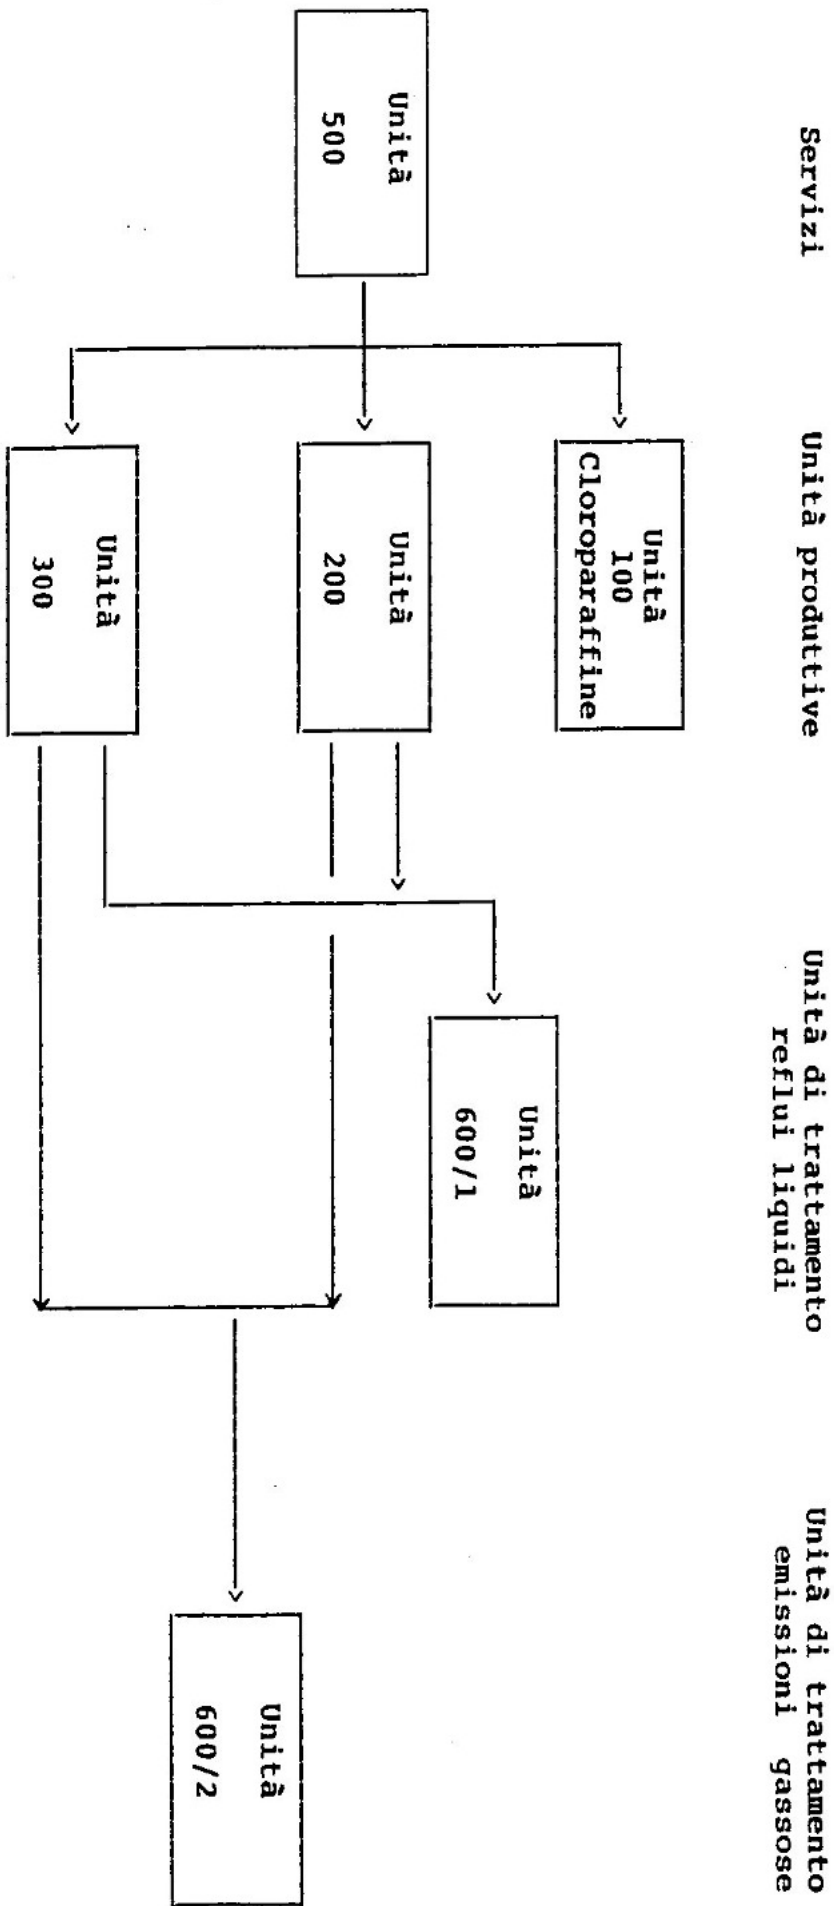 Servizi
Unità produttive
Unità di trattamento
reflui liquidi
Unità di trattamento
emissioni gassose
Unità
100
Cloroparaffine
Unità
500
Unità
200
Unità
300
Unità
600/1
Unità
600/2